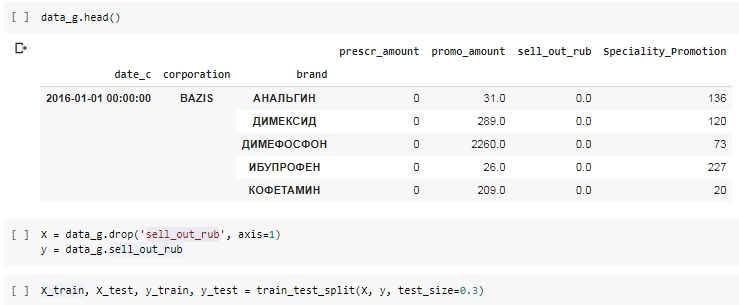 [ ] data_g.head()
prescr_amount promo_amount sell_out_rub Speciality_Promotion
date_c corporation brand
2016-01-01 00:00:00 BAZIS АНАЛЬГИН 0 31.0 0.0 136
ДИМЕКСИД 0 289.0 0.0 120
ДИМЕФОСФОН 0 2260.0 0.0 73
ИБУПРОФЕН 0 26.0 0.0 227
КОФЕТАМИН 0 209.0 0.0 20
[ ] X = data_g.drop('sell_out_rub', axis=1)
y = data_g.sell_out_rub
[ ] X_train, X_test, y_train, y_test = train_test_split(X, y, test_size=0.3)